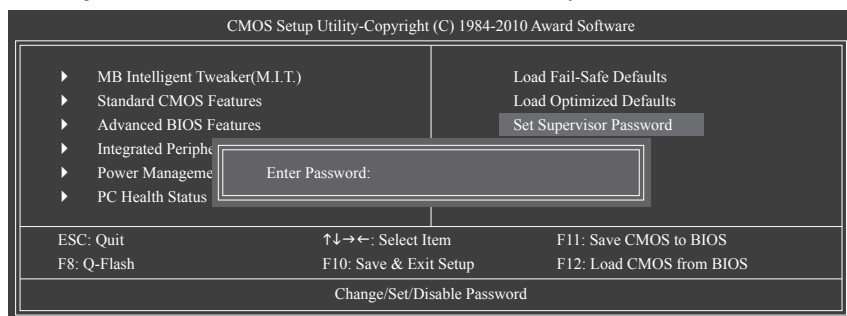 CMOS Setup Utility-Copyright (C) 1984-2010 Award Software
MB Intelligent Tweaker(M.I.T.)
Standard CMOS Features
Advanced BIOS Features
Integrated Periphe
Power Manageme
PC Health Status
Load Fail-Safe Defaults
Load Optimized Defaults
Set Supervisor Password
Enter Password:
ESC: Quit ↑↓→←: Select Item F11: Save CMOS to BIOS
F8: Q-Flash F10: Save & Exit Setup F12: Load CMOS from BIOS
Change/Set/Disable Password